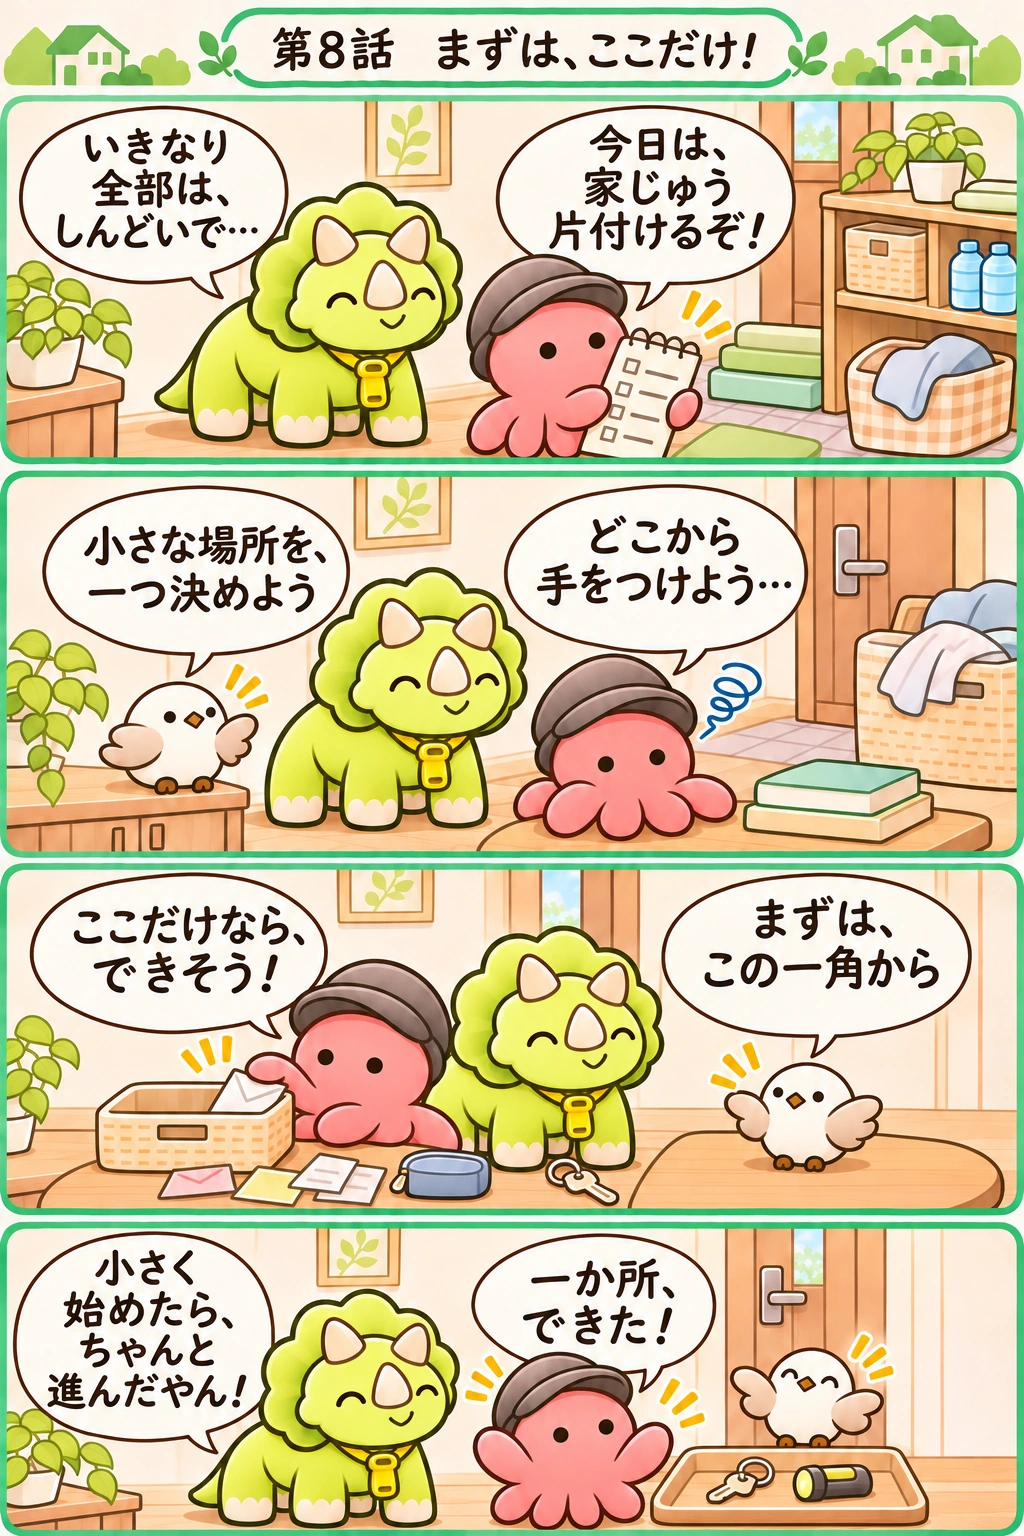 第8話 まずは、ここだけ!
今日は、
家じゅう
片付けるぞ!
いきなり
全部は、
しんどいで…
どこから
手をつけよう…
小さな場所を、
一つ決めよう
まずは、
この一角から
ここだけなら、
できそう!
一か所、
できた!
小さく
始めたら、
ちゃんと
進んだやん!